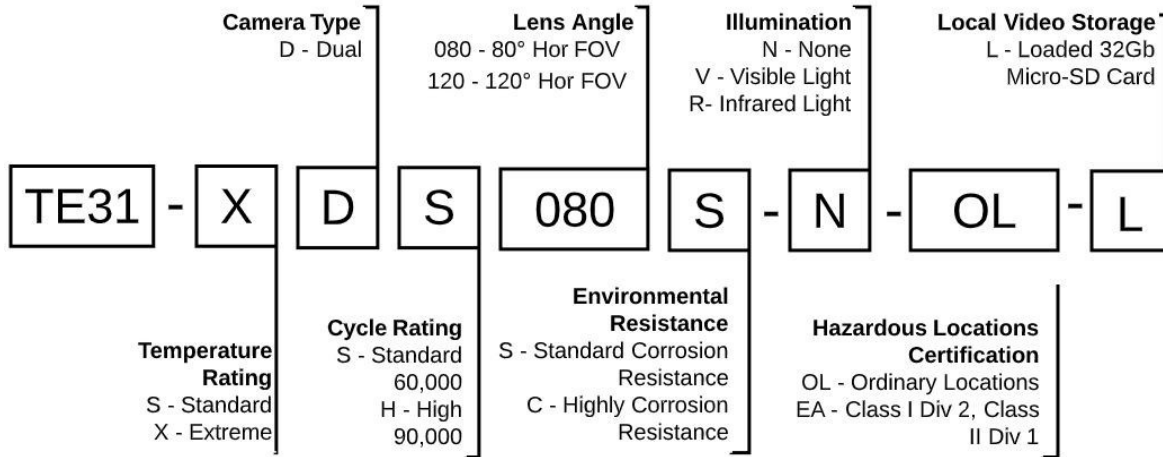 Camera Type
D - Dual
Lens Angle
080 - 80° Hor FOV
120 - 120° Hor FOV
Illumination
N - None
V - Visible Light
R- Infrared Light
Local Video Storage
L - Loaded 32Gb
Micro-SD Card
TE31 - X D S 080 S - N - OL - L
Temperature
Rating
S - Standard
X - Extreme
Cycle Rating
S - Standard
60,000
H - High
90,000
Environmental
Resistance
S - Standard Corrosion
Resistance
C - Highly Corrosion
Resistance
Hazardous Locations
Certification
OL - Ordinary Locations
EA - Class I Div 2, Class
II Div 1